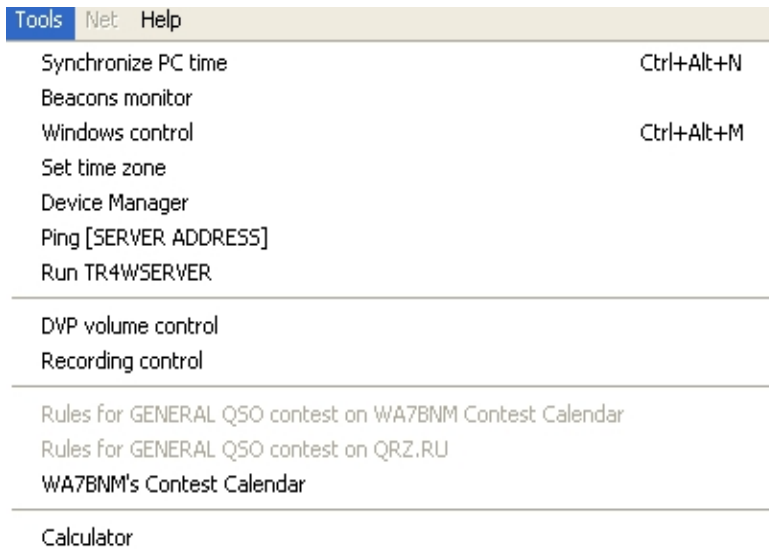 Tools Net Help
Synchronize PC time Ctrl+Alt+N
Beacons monitor
Windows control Ctrl+Alt+M
Set time zone
Device Manager
Ping [SERVER ADDRESS]
Run TR4WSERVER
DVP volume control
Recording control
Rules for GENERAL QSO contest on WA7BNM Contest Calendar
Rules for GENERAL QSO contest on QRZ.RU
WA7BNM's Contest Calendar
Calculator